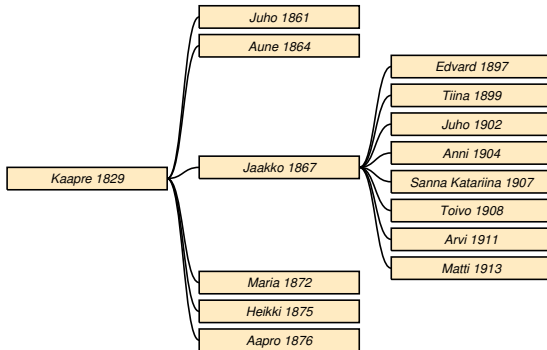 Kaapre 1829
Juho 1861
Aune 1864
Jaakko 1867
Maria 1872
Heikki 1875
Aapro 1876
Edvard 1897
Tiina 1899
Juho 1902
Anni 1904
Sanna Katariina 1907
Toivo 1908
Arvi 1911
Matti 1913